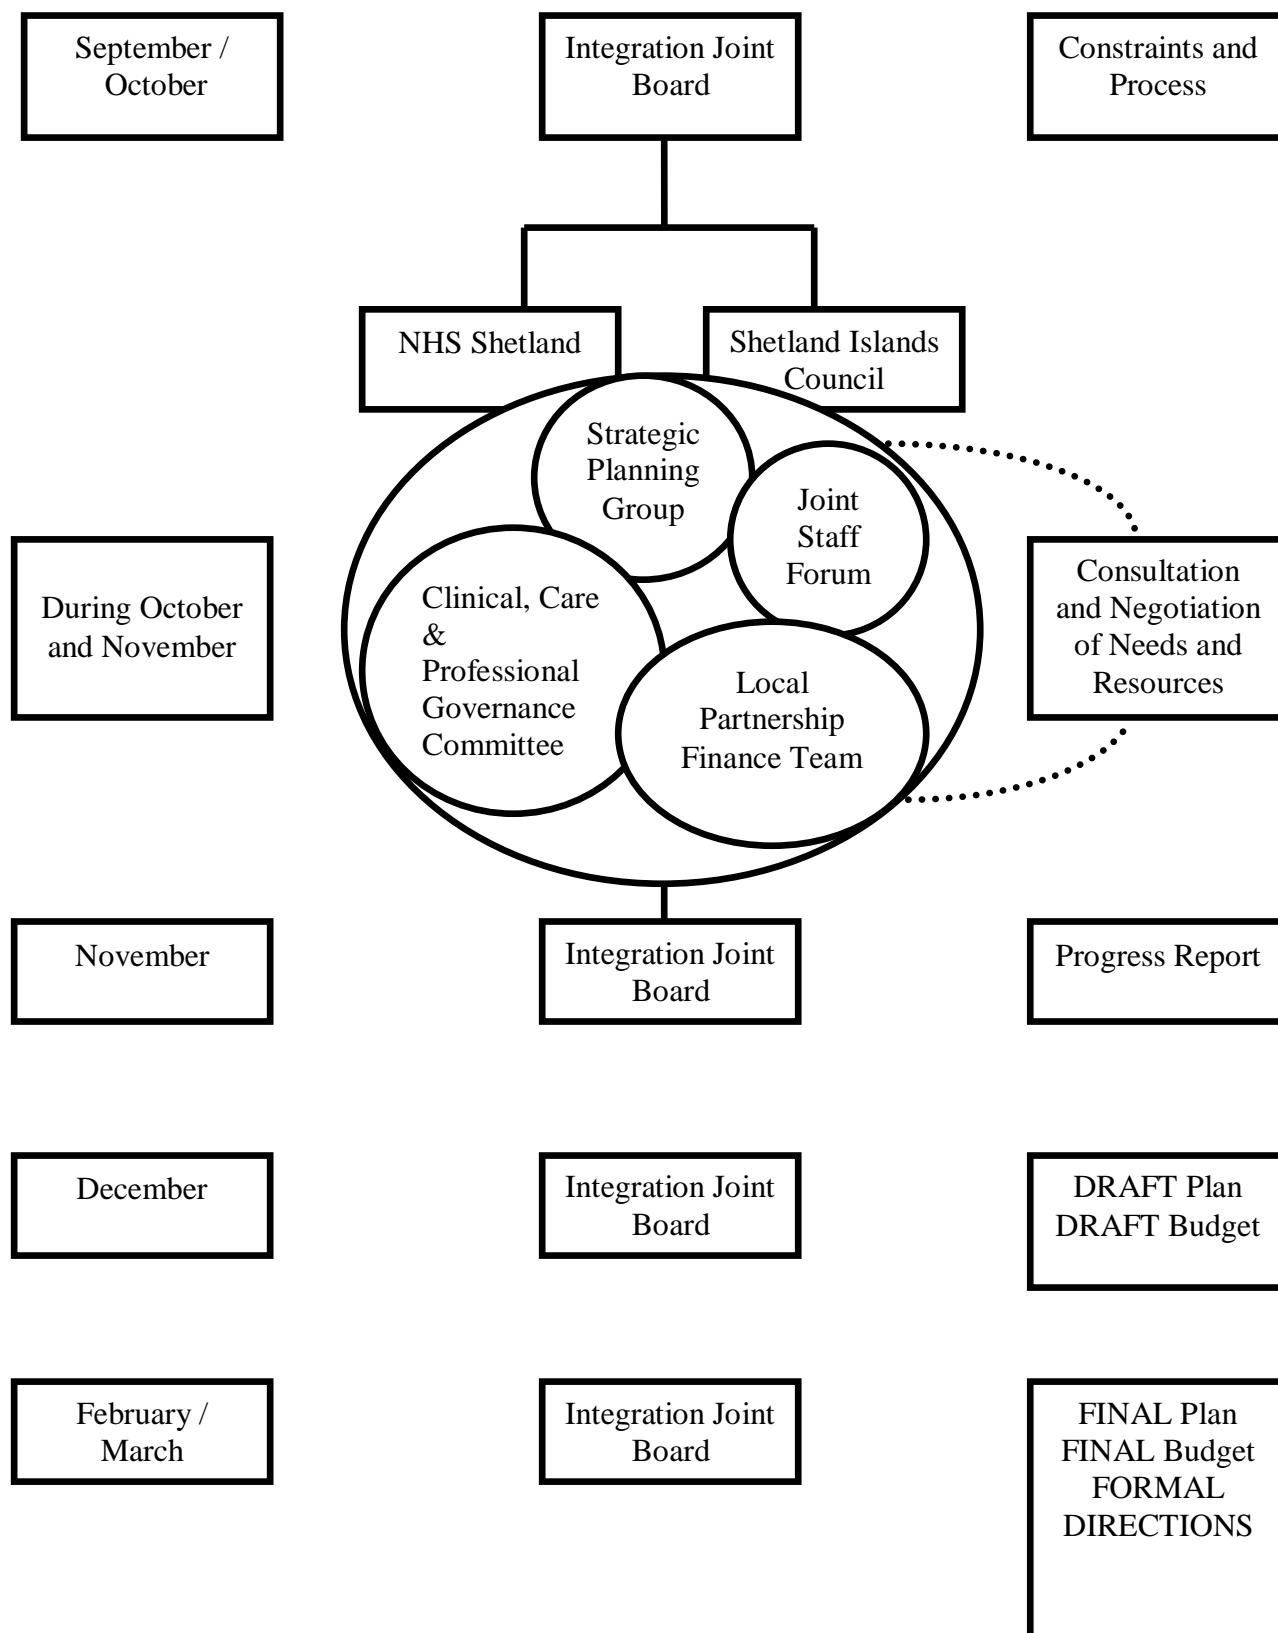 September /
October
Integration Joint
Board
Constraints and
Process
NHS Shetland
Shetland Islands
Council
Strategic
Planning
Group
Joint
Staff
Forum
During October
and November
Clinical, Care
&
Professional
Governance
Committee
Local
Partnership
Finance Team
Consultation
and Negotiation
of Needs and
Resources
November
Integration Joint
Board
Progress Report
December
Integration Joint
Board
DRAFT Plan
DRAFT Budget
February /
March
Integration Joint
Board
FINAL Plan
FINAL Budget
FORMAL
DIRECTIONS